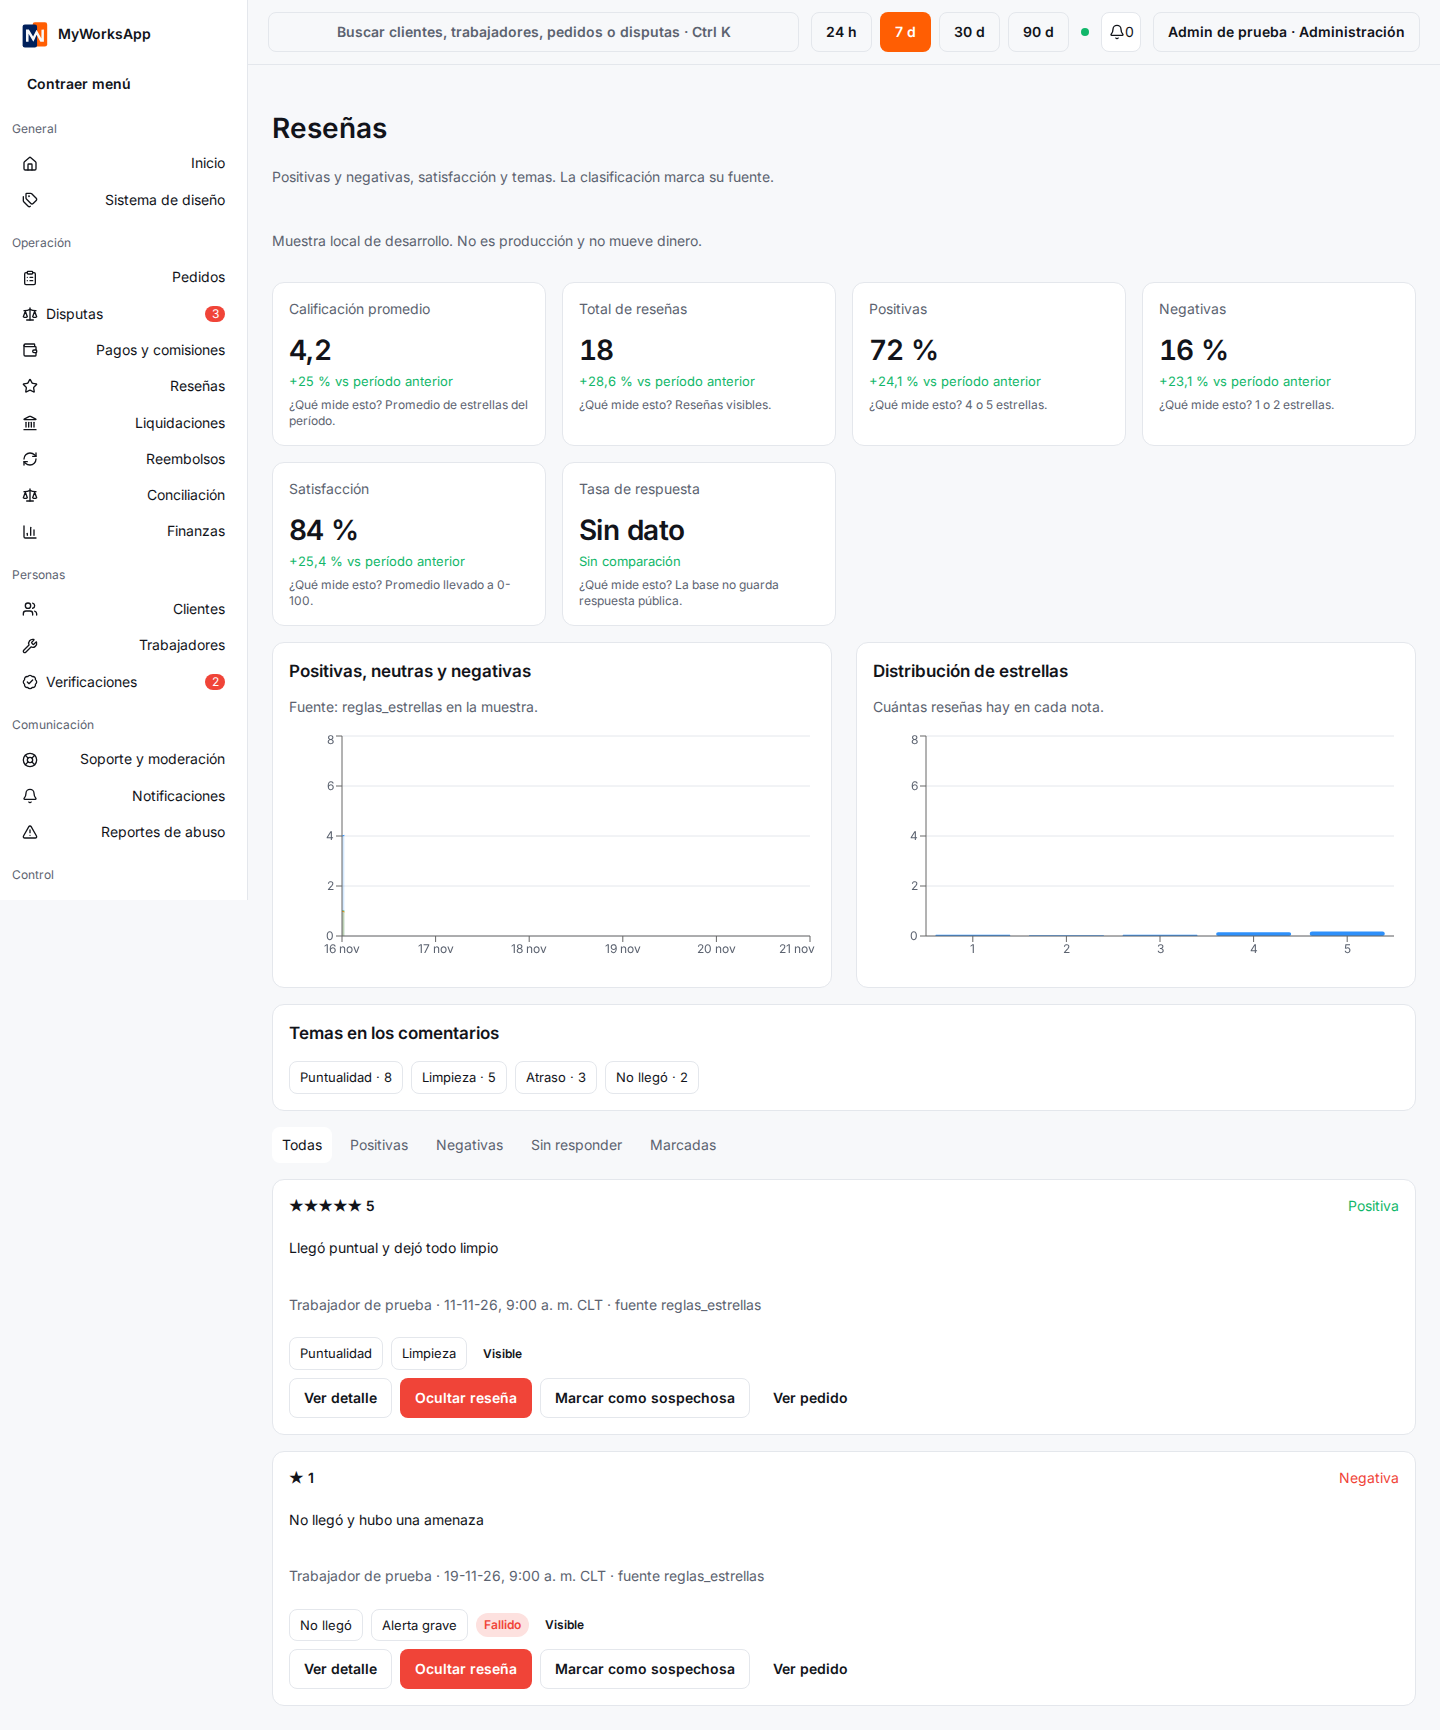 MyWorksApp
Contraer menú
General
Inicio
Sistema de diseño
Operación
Pedidos
Disputas 3
Pagos y comisiones
Reseñas
Liquidaciones
Reembolsos
Conciliación
Finanzas
Personas
Clientes
Trabajadores
Verificaciones 2
Comunicación
Soporte y moderación
Notificaciones
Reportes de abuso
Control
Buscar clientes, trabajadores, pedidos o disputas · Ctrl K
24 h
7 d
30 d
90 d
0
Admin de prueba · Administración
Reseñas
Positivas y negativas, satisfacción y temas. La clasificación marca su fuente.
Muestra local de desarrollo. No es producción y no mueve dinero.
Calificación promedio
4,2
+25 % vs período anterior
¿Qué mide esto? Promedio de estrellas del
período.
Total de reseñas
18
+28,6 % vs período anterior
¿Qué mide esto? Reseñas visibles.
Positivas
72 %
+24,1 % vs período anterior
¿Qué mide esto? 4 o 5 estrellas.
Negativas
16 %
+23,1 % vs período anterior
¿Qué mide esto? 1 o 2 estrellas.
Satisfacción
84 %
+25,4 % vs período anterior
¿Qué mide esto? Promedio llevado a 0-
100.
Tasa de respuesta
Sin dato
Sin comparación
¿Qué mide esto? La base no guarda
respuesta pública.
Positivas, neutras y negativas
Fuente: reglas_estrellas en la muestra.
8
6
4
2
0
16 nov 17 nov 18 nov 19 nov 20 nov 21 nov
Distribución de estrellas
Cuántas reseñas hay en cada nota.
8
6
4
2
0
1 2 3 4 5
Temas en los comentarios
Puntualidad · 8 Limpieza · 5 Atraso · 3 No llegó · 2
Todas Positivas Negativas Sin responder Marcadas
★★★★★ 5 Positiva
Llegó puntual y dejó todo limpio
Trabajador de prueba · 11-11-26, 9:00 a. m. CLT · fuente reglas_estrellas
Puntualidad Limpieza Visible
Ver detalle Ocultar reseña Marcar como sospechosa Ver pedido
★ 1 Negativa
No llegó y hubo una amenaza
Trabajador de prueba · 19-11-26, 9:00 a. m. CLT · fuente reglas_estrellas
No llegó Alerta grave Fallido Visible
Ver detalle Ocultar reseña Marcar como sospechosa Ver pedido